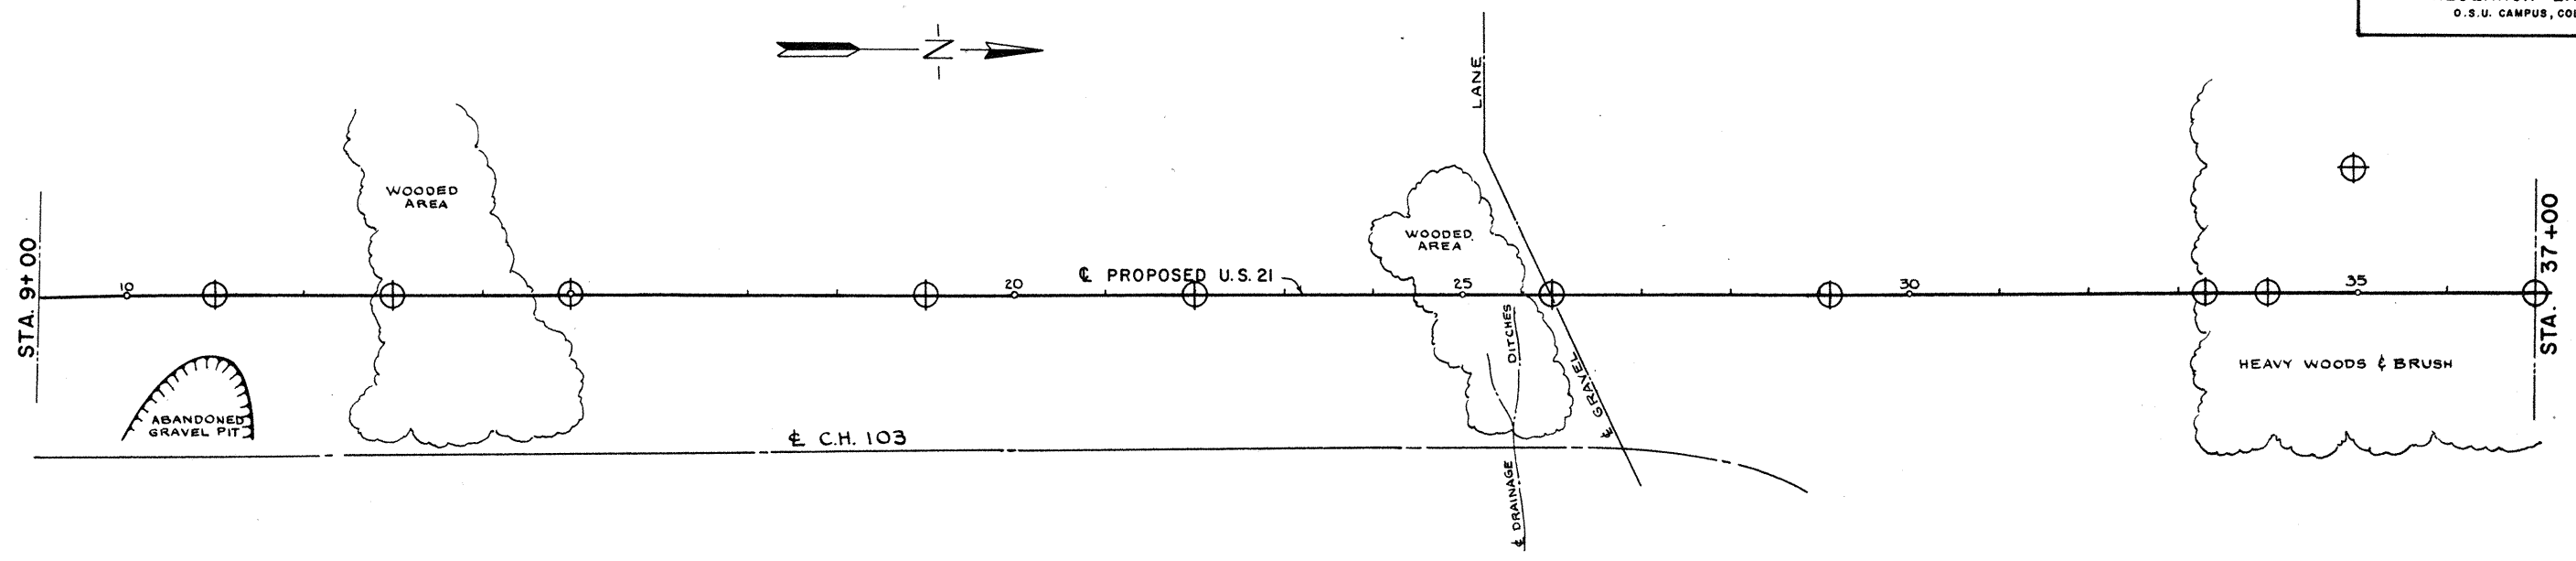 O.S.U. CAMPUS,
N
LANE
WOODED
AREA
WOODED
AREA
STA. 9+00
10
℄ PROPOSED U.S. 21
20
25
30
35
STA. 37+00
DITCHES
HEAVY WOODS & BRUSH
℄ GRAVEL
ABANDONED
GRAVEL PIT
℄ C.H. 103
℄ DRAINAGE